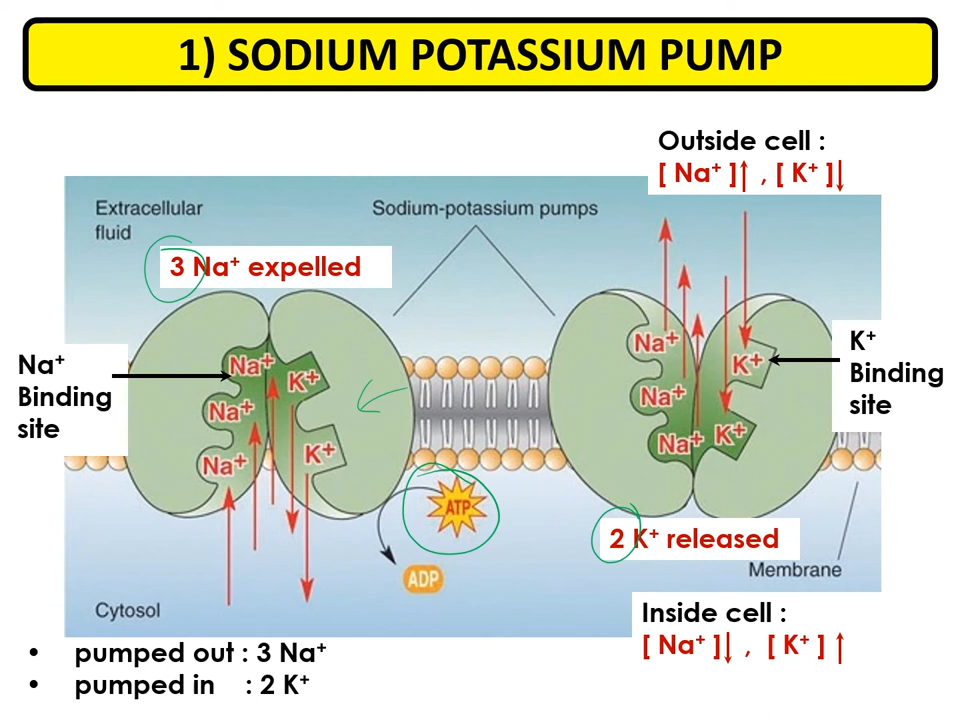 1) SODIUM POTASSIUM PUMP
Outside cell :
[ Na⁺ ]↑ , [ K⁺ ]↓
Extracellular
fluid
Sodium-potassium pumps
3 Na⁺ expelled
Na⁺
Binding
site
K⁺
Binding
site
Na⁺
K⁺
Na⁺
K⁺
Na⁺
Na⁺
K⁺
Na⁺
K⁺
Na⁺
ATP
ADP
2 K⁺ released
Membrane
Cytosol
Inside cell :
[ Na⁺ ]↓ , [ K⁺ ] ↑
• pumped out : 3 Na⁺
• pumped in : 2 K⁺